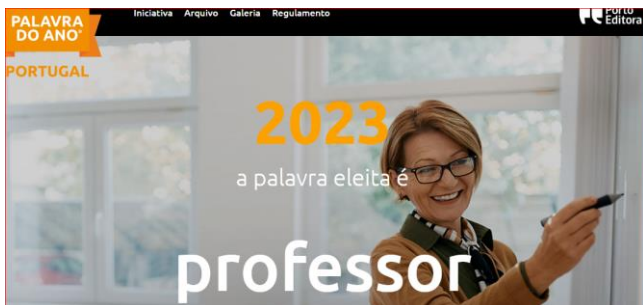 PALAVRA
DO ANO®
PORTUGAL
Iniciativa Arquivo Galeria Regulamento
Porto
Editora
2023
a palavra eleita é
professor